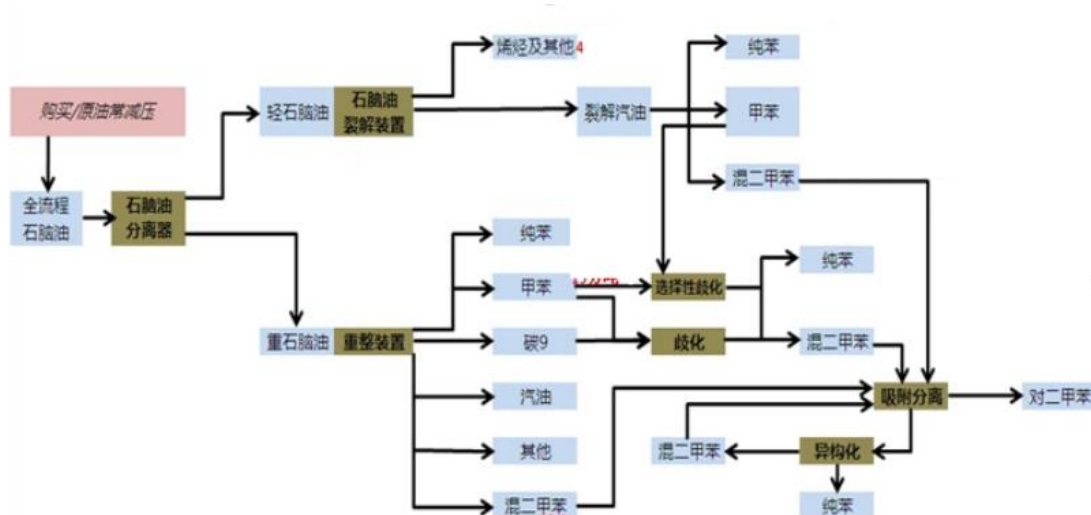 烯烃及其他4
纯苯
购买/原油常减压
轻石脑油
石脑油
裂解装置
裂解汽油
甲苯
混二甲苯
全流程
石脑油
石脑油
分离器
纯苯
纯苯
甲苯
选择性歧化
重石脑油
重整装置
碳9
歧化
混二甲苯
汽油
吸附分离
对二甲苯
其他
混二甲苯
异构化
混二甲苯
纯苯